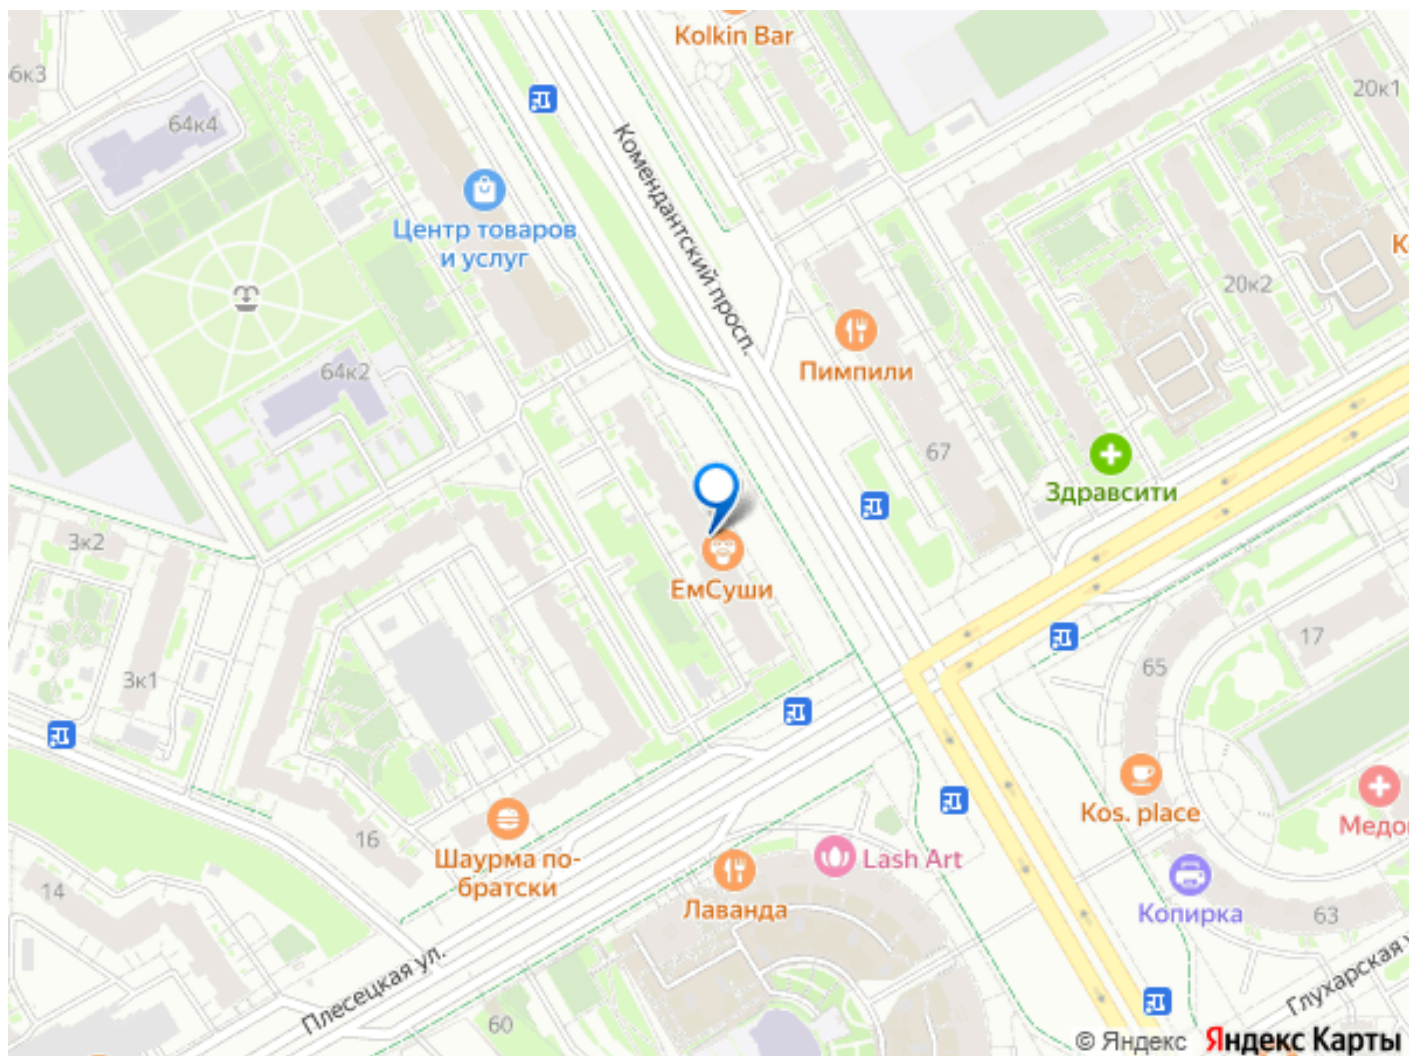 Kolkin Bar
6к3
20к1
64к4
Комендантский просп.
Центр товаров
и услуг
20к2
Пимпили
64к2
67
Здравсити
3к2
ЕмСуши
17
65
3к1
Kos. place
16
Шаурма по-
братски
Lash Art
Медо
14
Лаванда
Копирка
63
Плесецкая ул.
Глухарская
60
© Яндекс Яндекс Карты